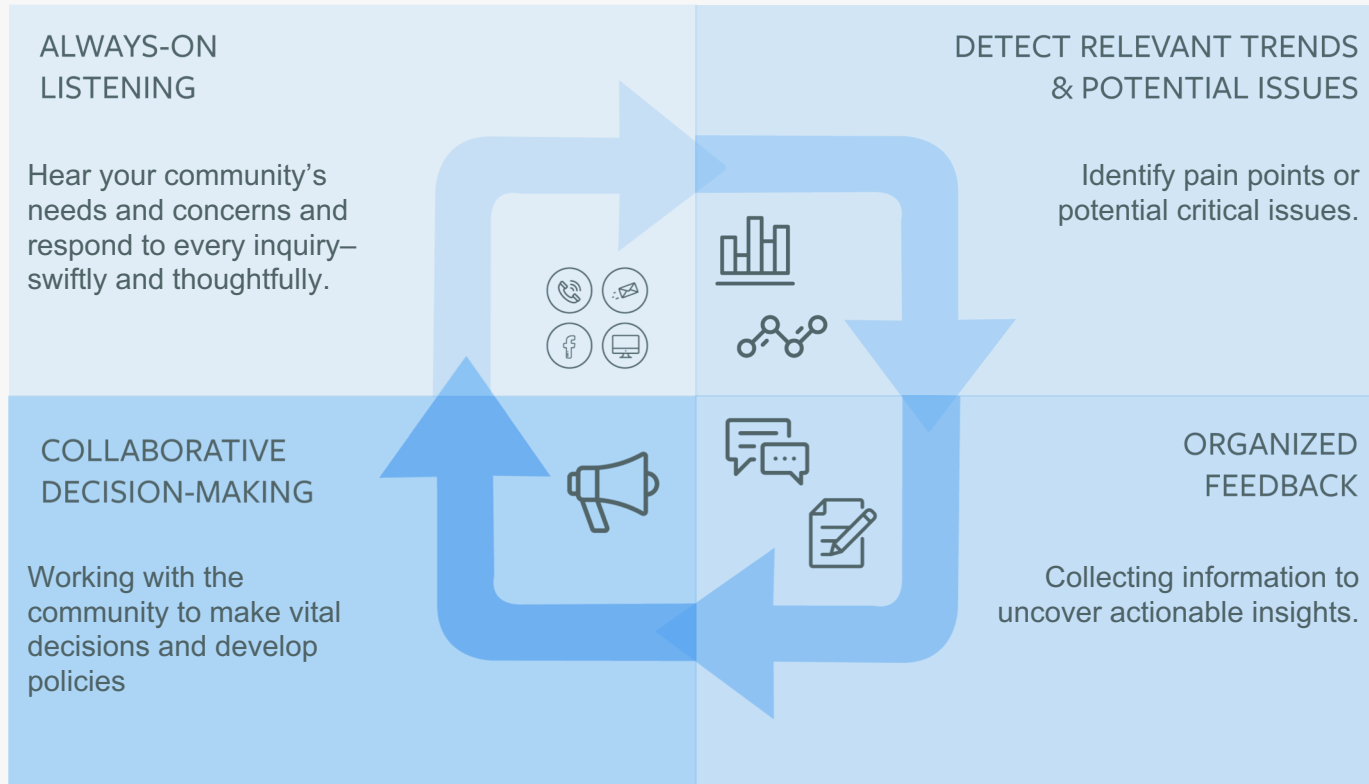 ALWAYS-ON
LISTENING
Hear your community’s
needs and concerns and
respond to every inquiry–
swiftly and thoughtfully.
DETECT RELEVANT TRENDS
& POTENTIAL ISSUES
Identify pain points or
potential critical issues.
COLLABORATIVE
DECISION-MAKING
Working with the
community to make vital
decisions and develop
policies
ORGANIZED
FEEDBACK
Collecting information to
uncover actionable insights.